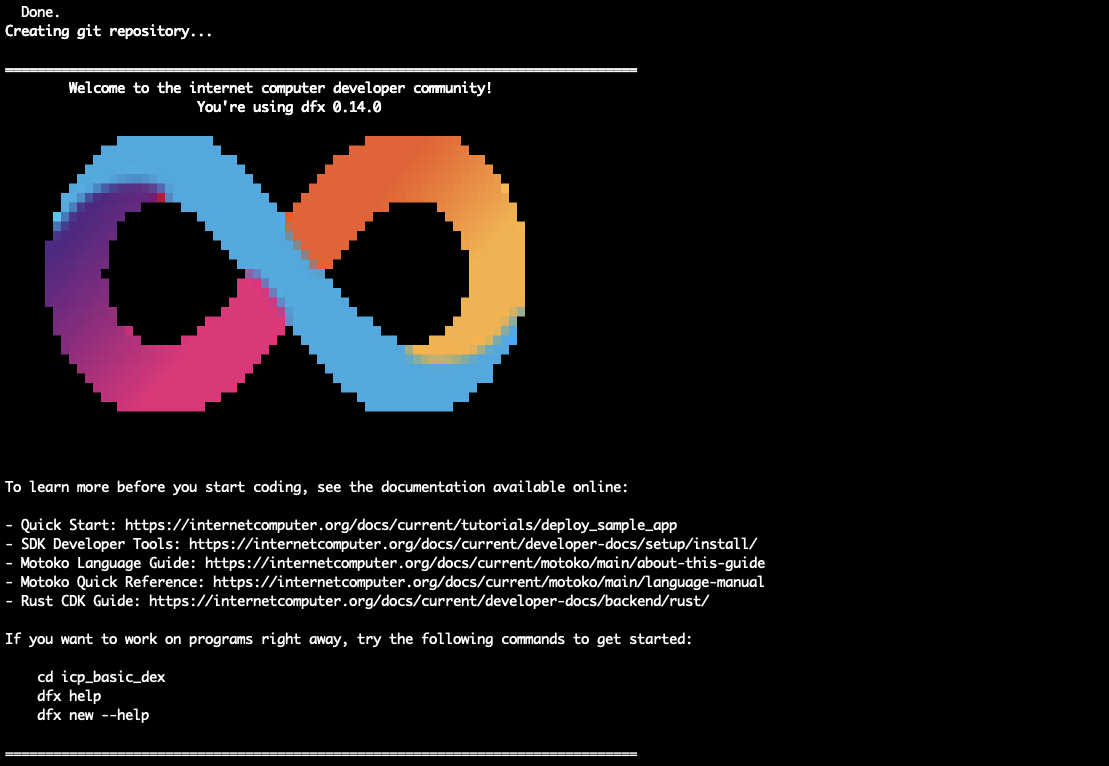 Done.
Creating git repository...
Welcome to the internet computer developer community!
You're using dfx 0.14.0
To learn more before you start coding, see the documentation available online:
- Quick Start: https://internetcomputer.org/docs/current/tutorials/deploy_sample_app
- SDK Developer Tools: https://internetcomputer.org/docs/current/developer-docs/setup/install/
- Motoko Language Guide: https://internetcomputer.org/docs/current/motoko/main/about-this-guide
- Motoko Quick Reference: https://internetcomputer.org/docs/current/motoko/main/language-manual
- Rust CDK Guide: https://internetcomputer.org/docs/current/developer-docs/backend/rust/
If you want to work on programs right away, try the following commands to get started:
cd icp_basic_dex
dfx help
dfx new --help